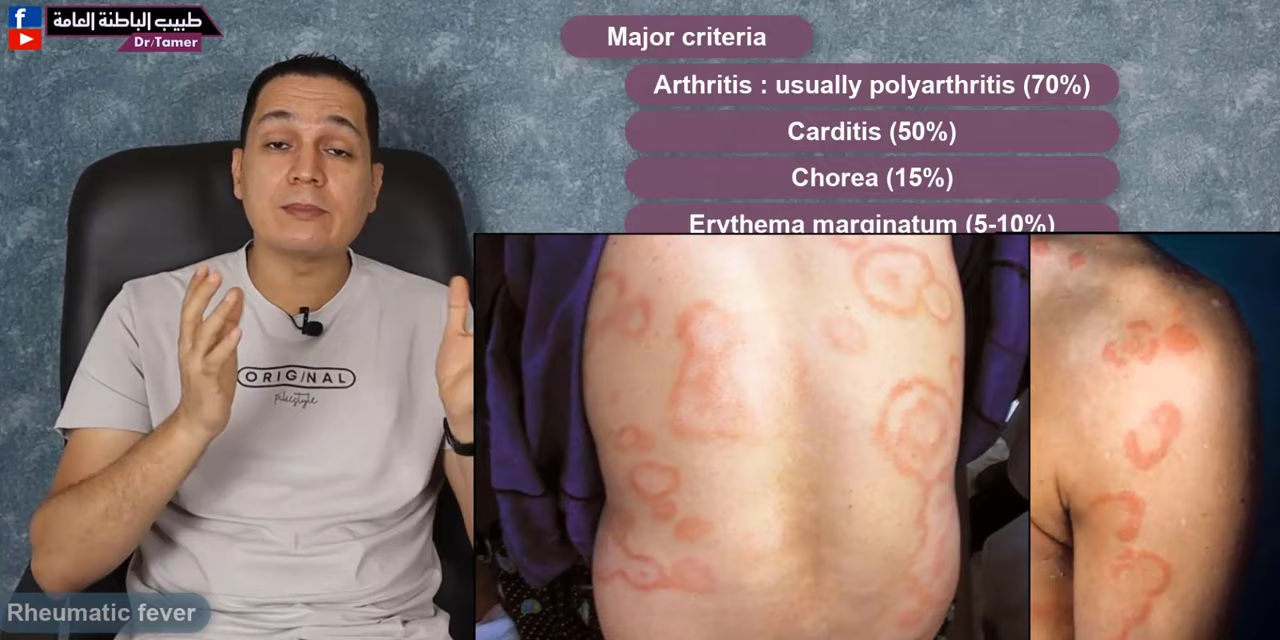 f
طبيب الباطنة العامة
Dr/Tamer
Major criteria
Arthritis : usually polyarthritis (70%)
Carditis (50%)
Chorea (15%)
Erythema marginatum (5-10%)
ORIGINAL
Rheumatic fever